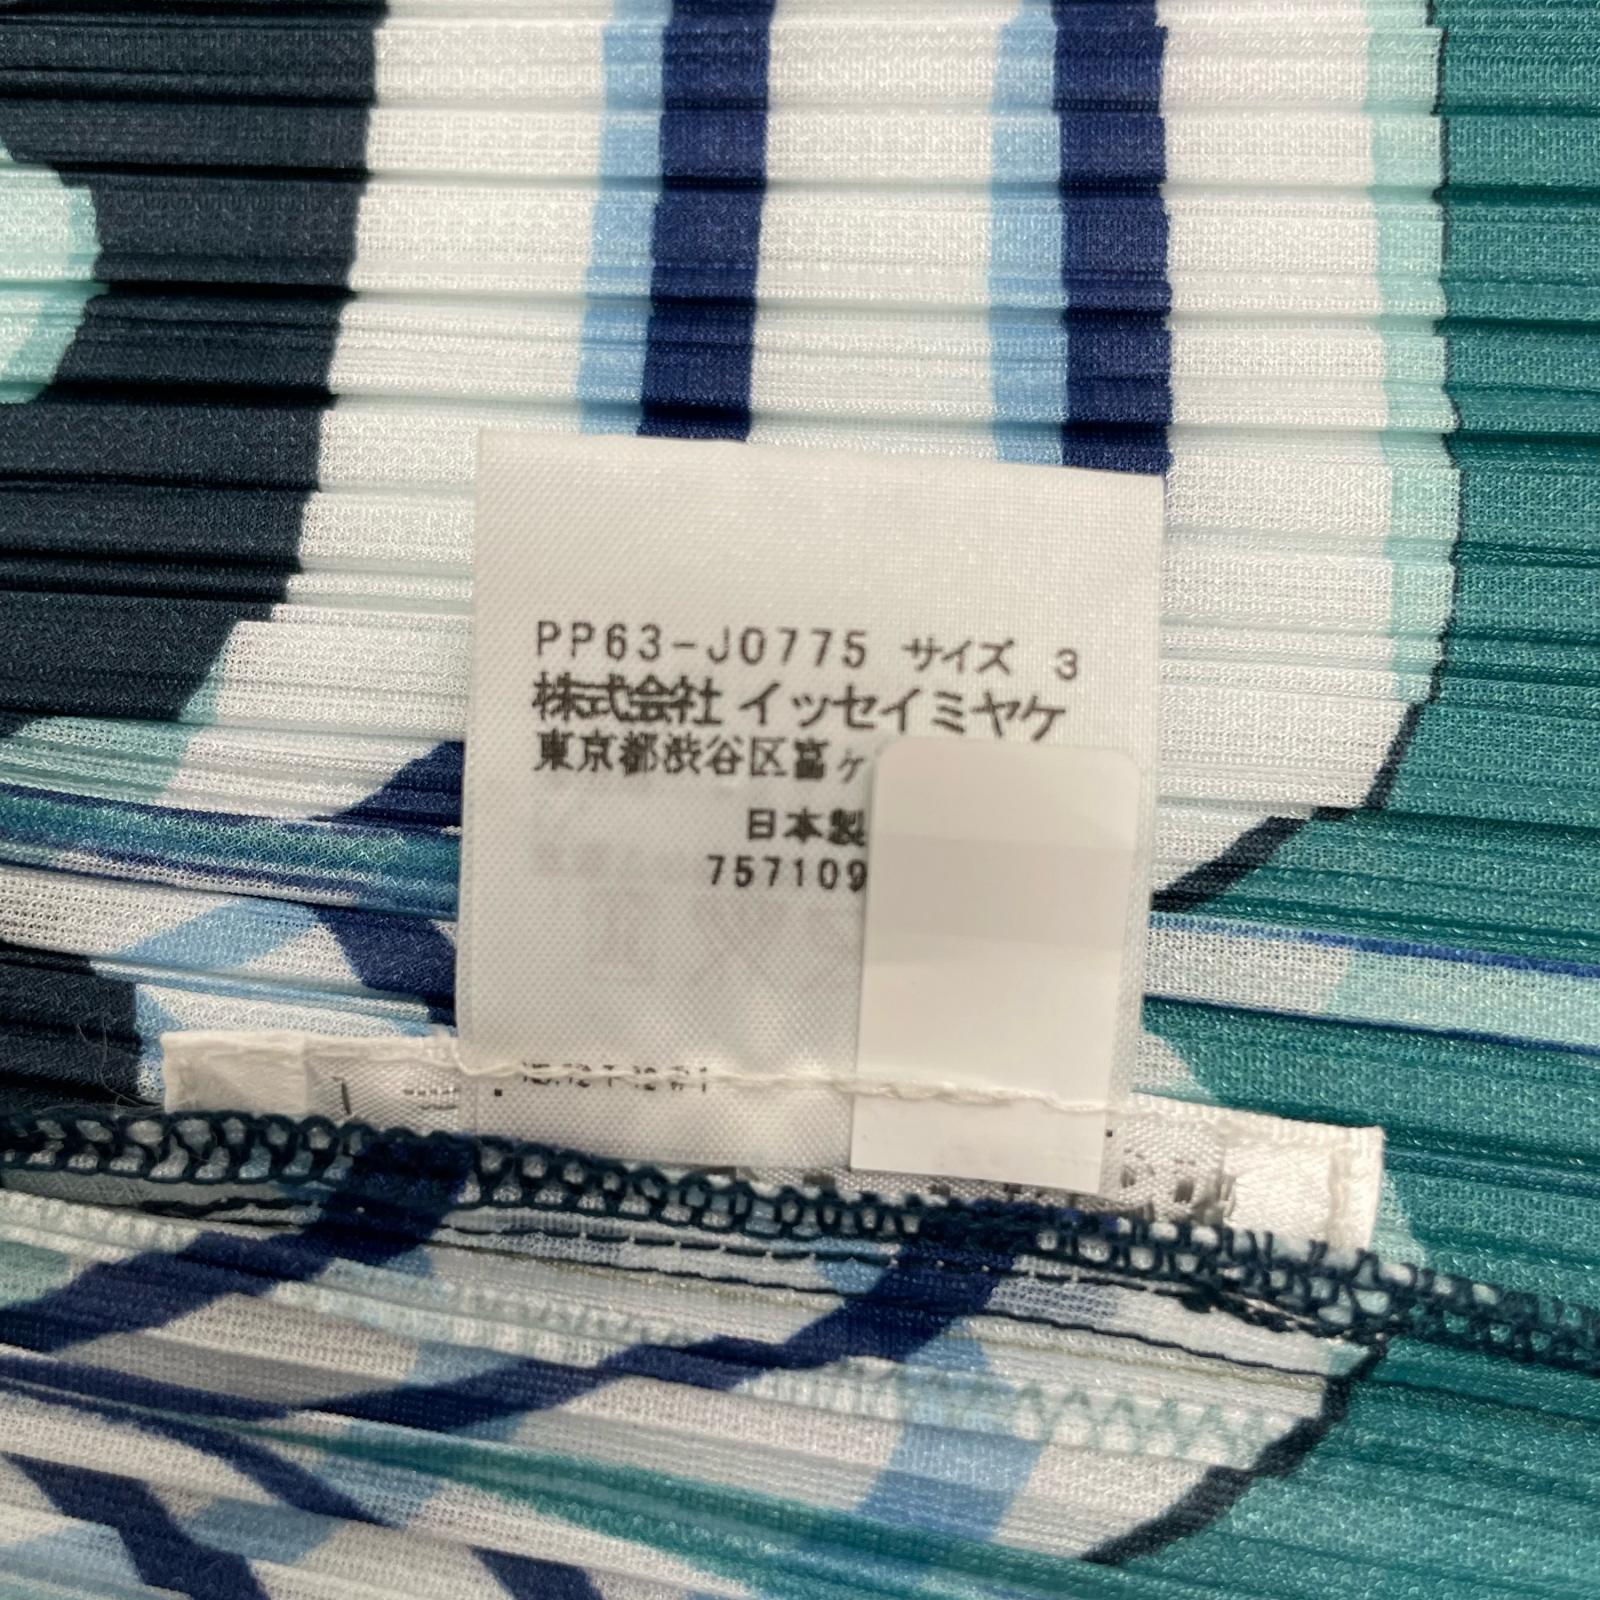 PP63-J0775 サイズ 3
株式会社 イッセイミヤケ
東京都渋谷区富ヶ
日本製
757109